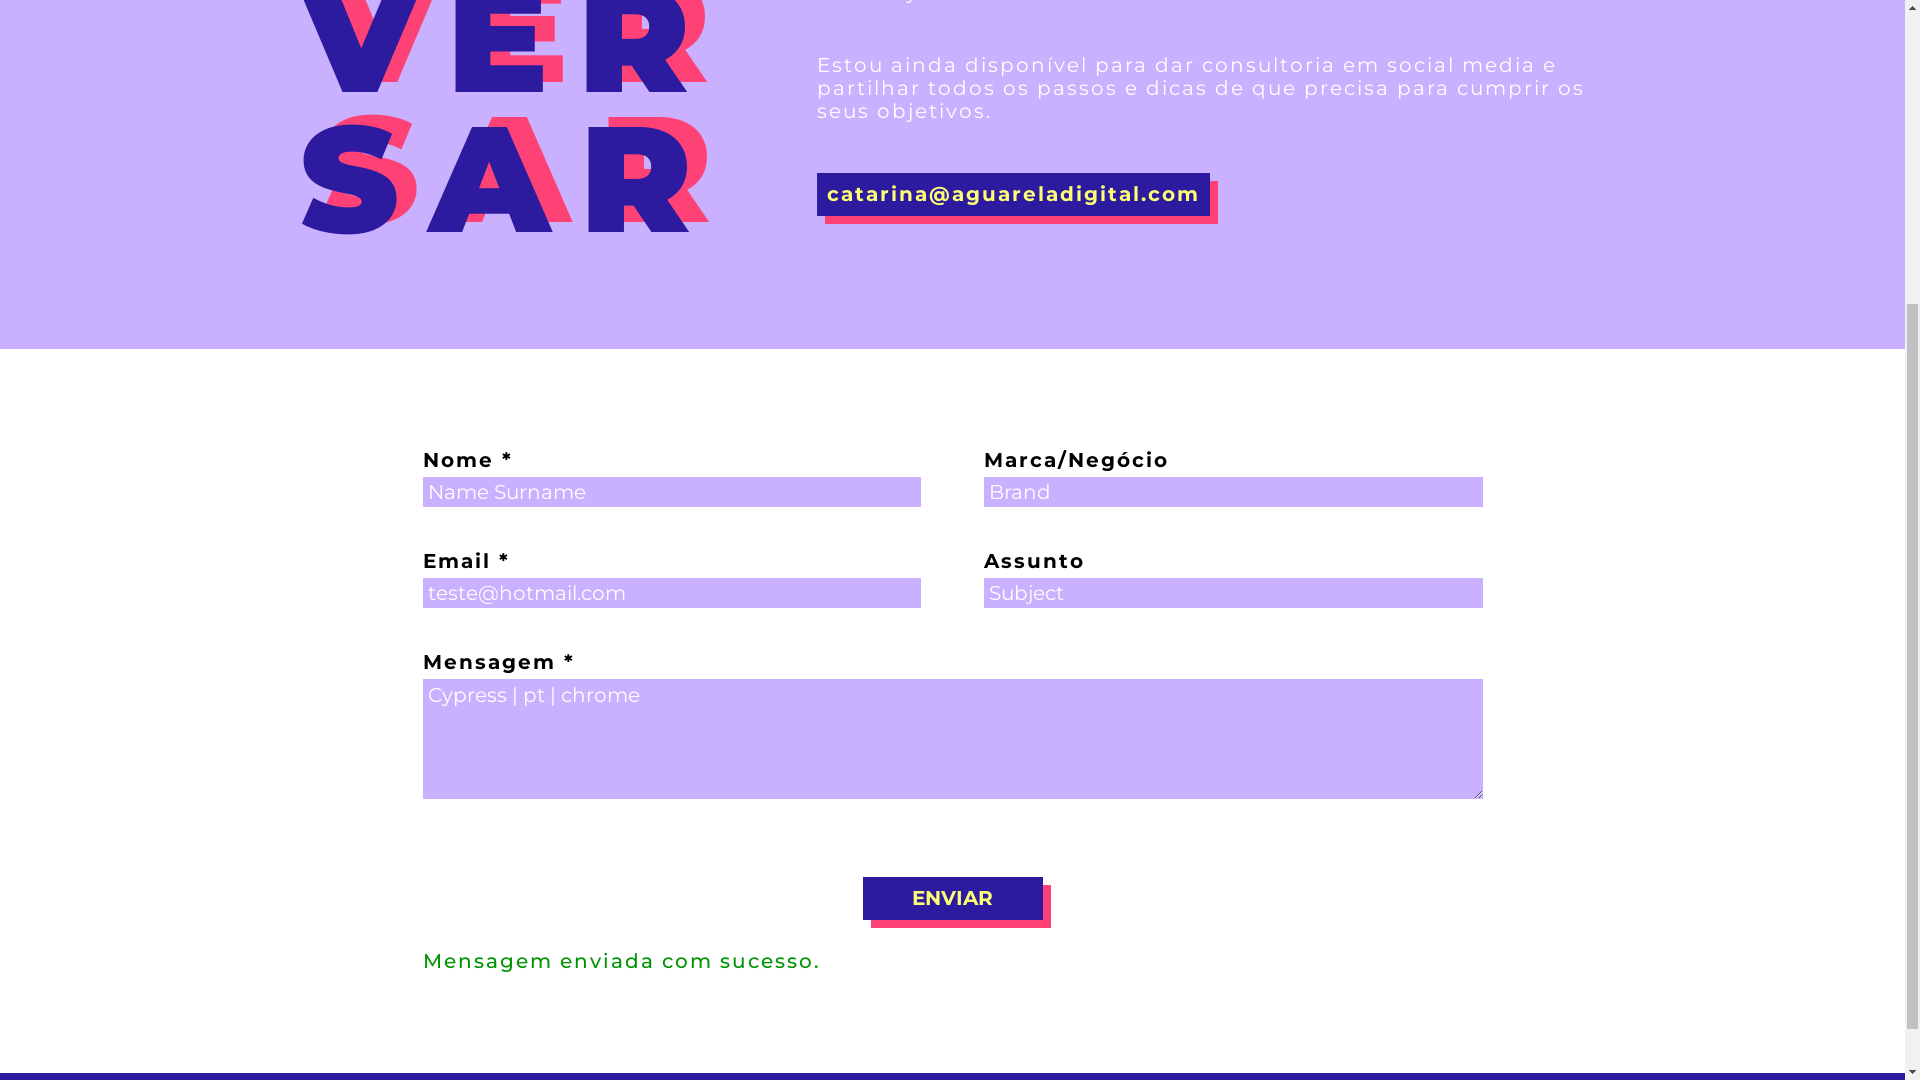 VER
SAR
Estou ainda disponível para dar consultoria em social media e
partilhar todos os passos e dicas de que precisa para cumprir os
seus objetivos.
catarina@aguareladigital.com
Nome *
Marca/Negócio
Name Surname
Brand
Email *
Assunto
teste@hotmail.com
Subject
Mensagem *
Cypress | pt | chrome
ENVIAR
Mensagem enviada com sucesso.